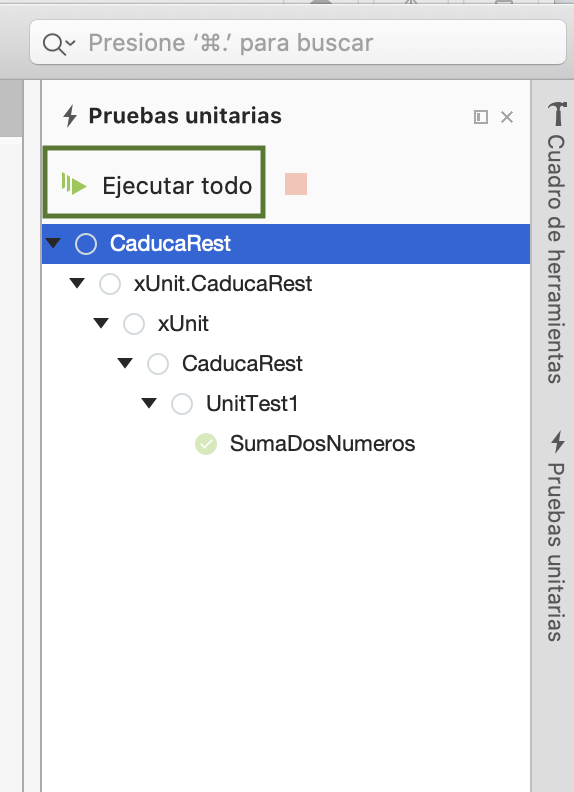 Presione ‘⌘.’ para buscar
Pruebas unitarias
Ejecutar todo
CaducaRest
xUnit.CaducaRest
xUnit
CaducaRest
UnitTest1
SumaDosNumeros
Cuadro de herramientas
Pruebas unitarias